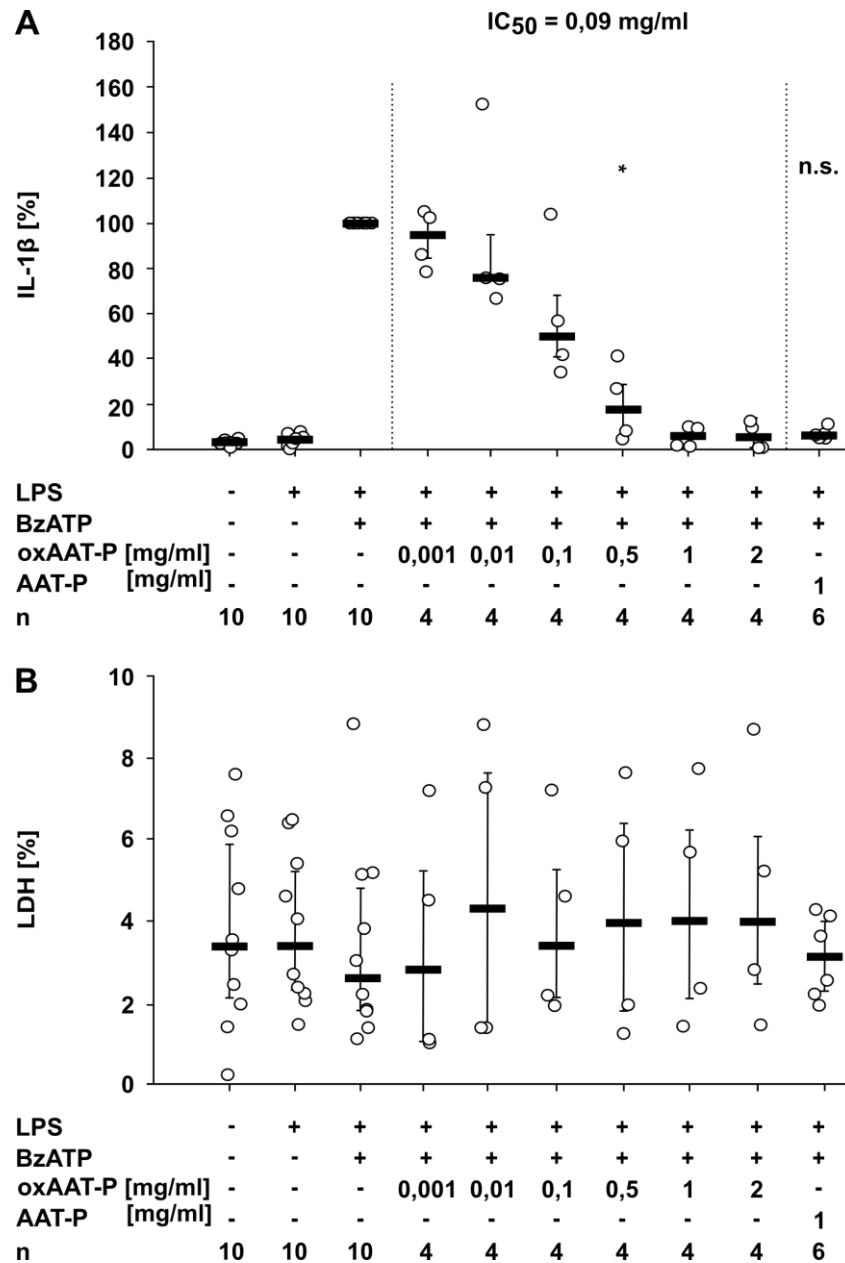 A
IC50 = 0,09 mg/ml
180
160
140
120
100
80
60
40
20
0
IL-1β [%]
*
n.s.
LPS - + + + + + + + + +
BzATP - - + + + + + + + +
oxAAT-P [mg/ml] - - - 0,001 0,01 0,1 0,5 1 2 -
AAT-P [mg/ml] - - - - - - - - - 1
n 10 10 10 4 4 4 4 4 4 6
B
10
8
6
4
2
0
LDH [%]
LPS - + + + + + + + + +
BzATP - - + + + + + + + +
oxAAT-P [mg/ml] - - - 0,001 0,01 0,1 0,5 1 2 -
AAT-P [mg/ml] - - - - - - - - - 1
n 10 10 10 4 4 4 4 4 4 6